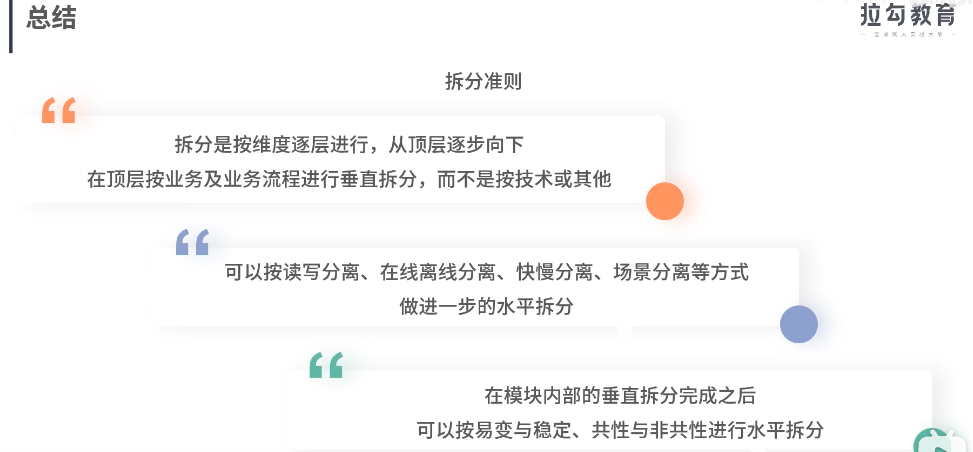 总结
拉勾教育
拆分准则
拆分是按维度逐层进行，从顶层逐步向下
在顶层按业务及业务流程进行垂直拆分，而不是按技术或其他
可以按读写分离、在线离线分离、快慢分离、场景分离等方式
做进一步的水平拆分
在模块内部的垂直拆分完成之后
可以按易变与稳定、共性与非共性进行水平拆分